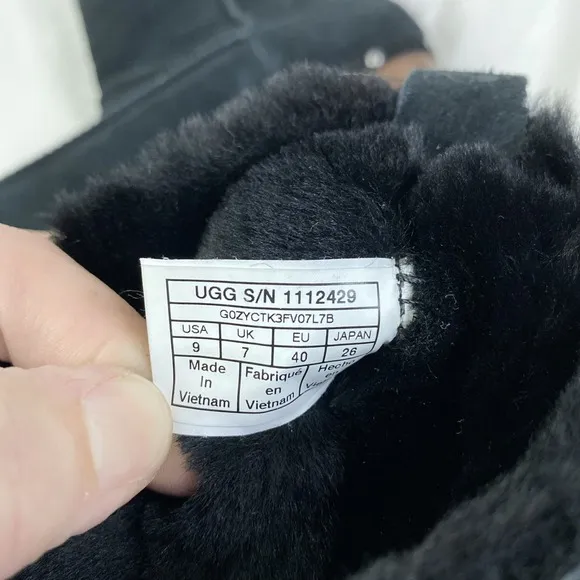 UGG S/N 1112429
G0ZYCTK3FV07L7B
USA UK EU JAPAN
9 7 40 26
Made In Vietnam
Fabriqué en Vietnam